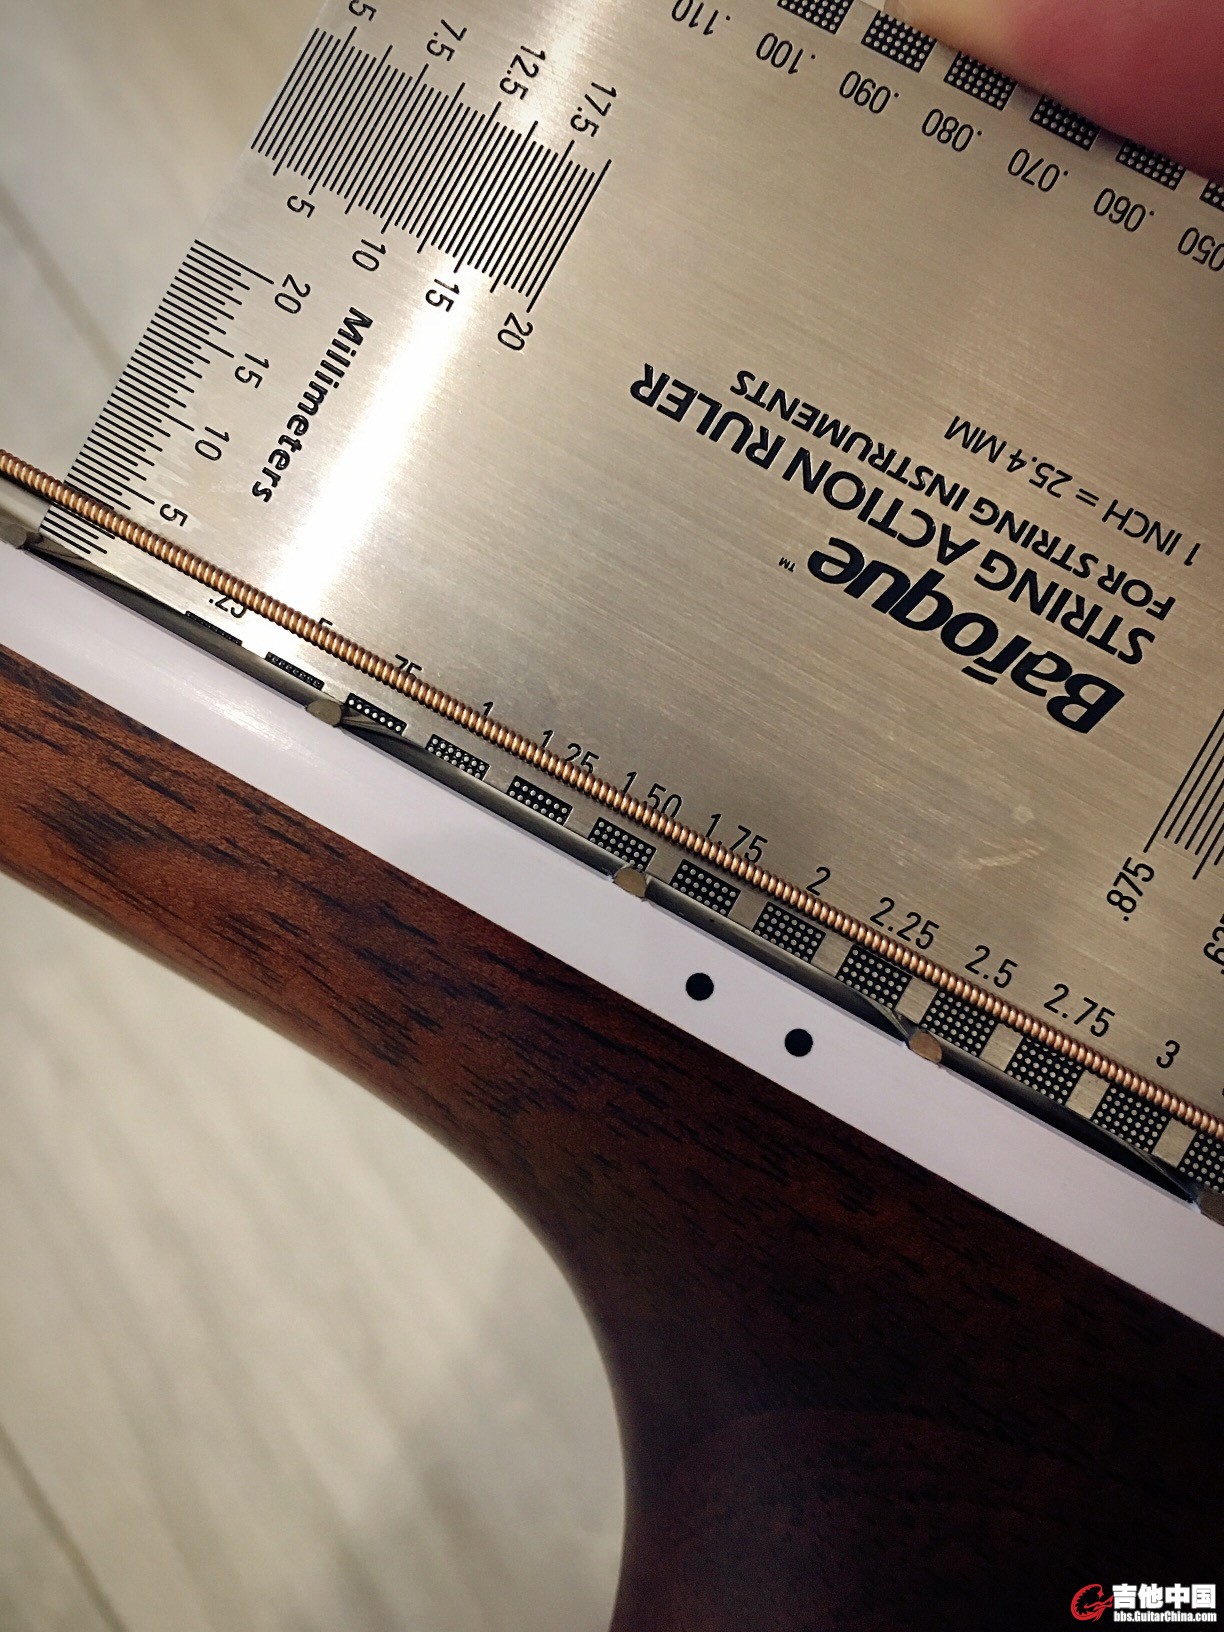 5 7.5 12.5 17.5
5 10 15 20
20 15 10 5
Millimeters
.110 .100 .090 .080 .070 .060 .050
Baroque™
STRING ACTION RULER
FOR STRING INSTRUMENTS
1 INCH = 25.4 MM
.75 1 1.25 1.50 1.75 2 2.25 2.5 2.75 3
.875
吉他中国
bbs.GuitarChina.com